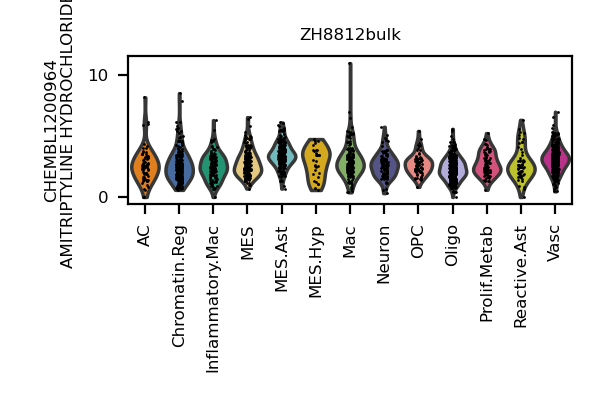 ZH8812bulk
CHEMBL1200964
AMITRIPTYLINE HYDROCHLORIDE
10
0
AC
Chromatin.Reg
Inflammatory.Mac
MES
MES.Ast
MES.Hyp
Mac
Neuron
OPC
Oligo
Prolif.Metab
Reactive.Ast
Vasc